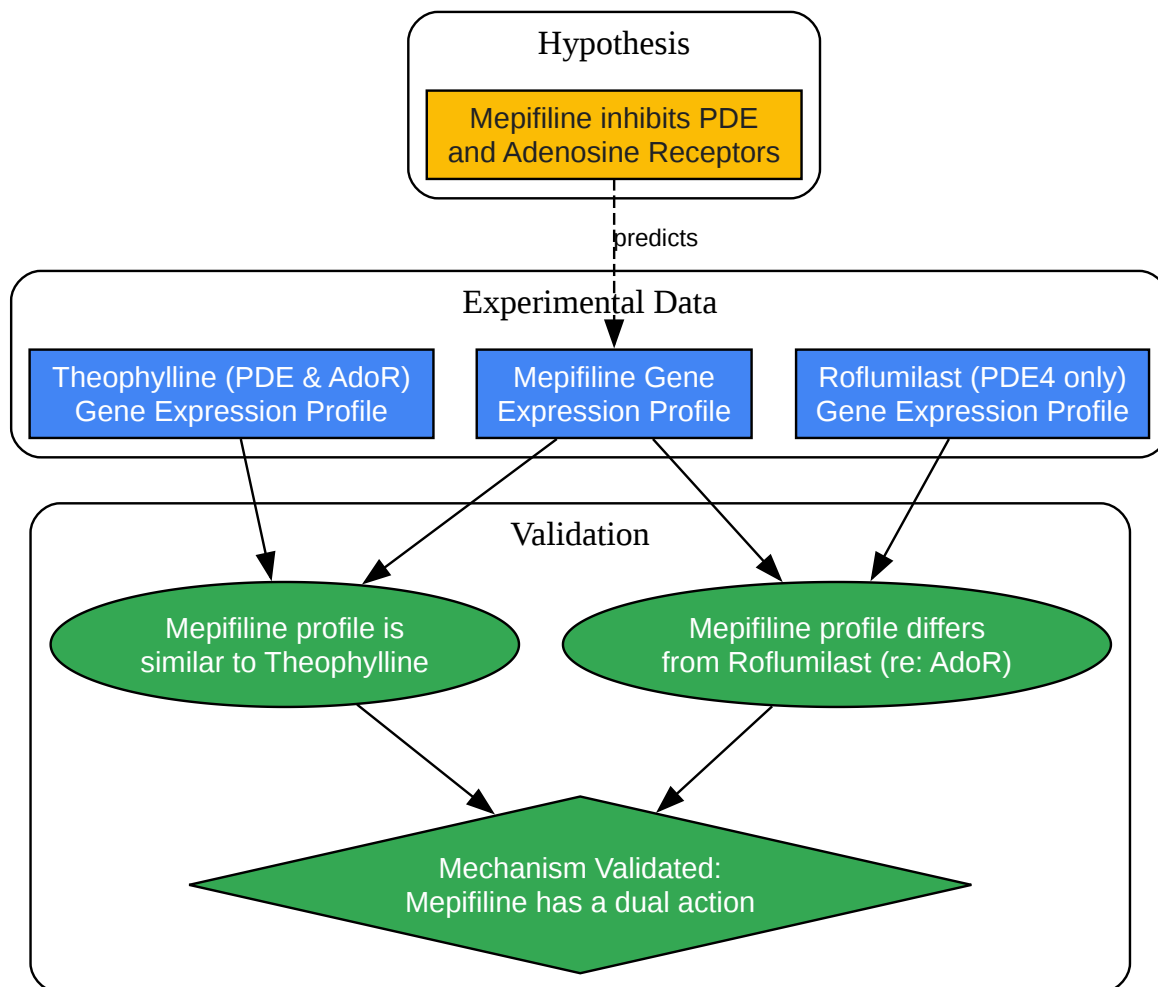 Hypothesis
Mepifiline inhibits PDE
and Adenosine Receptors
predicts
Experimental Data
Theophylline (PDE & AdoR)
Gene Expression Profile
Mepifiline Gene
Expression Profile
Roflumilast (PDE4 only)
Gene Expression Profile
Validation
Mepifiline profile is
similar to Theophylline
Mepifiline profile differs
from Roflumilast (re: AdoR)
Mechanism Validated:
Mepifiline has a dual action